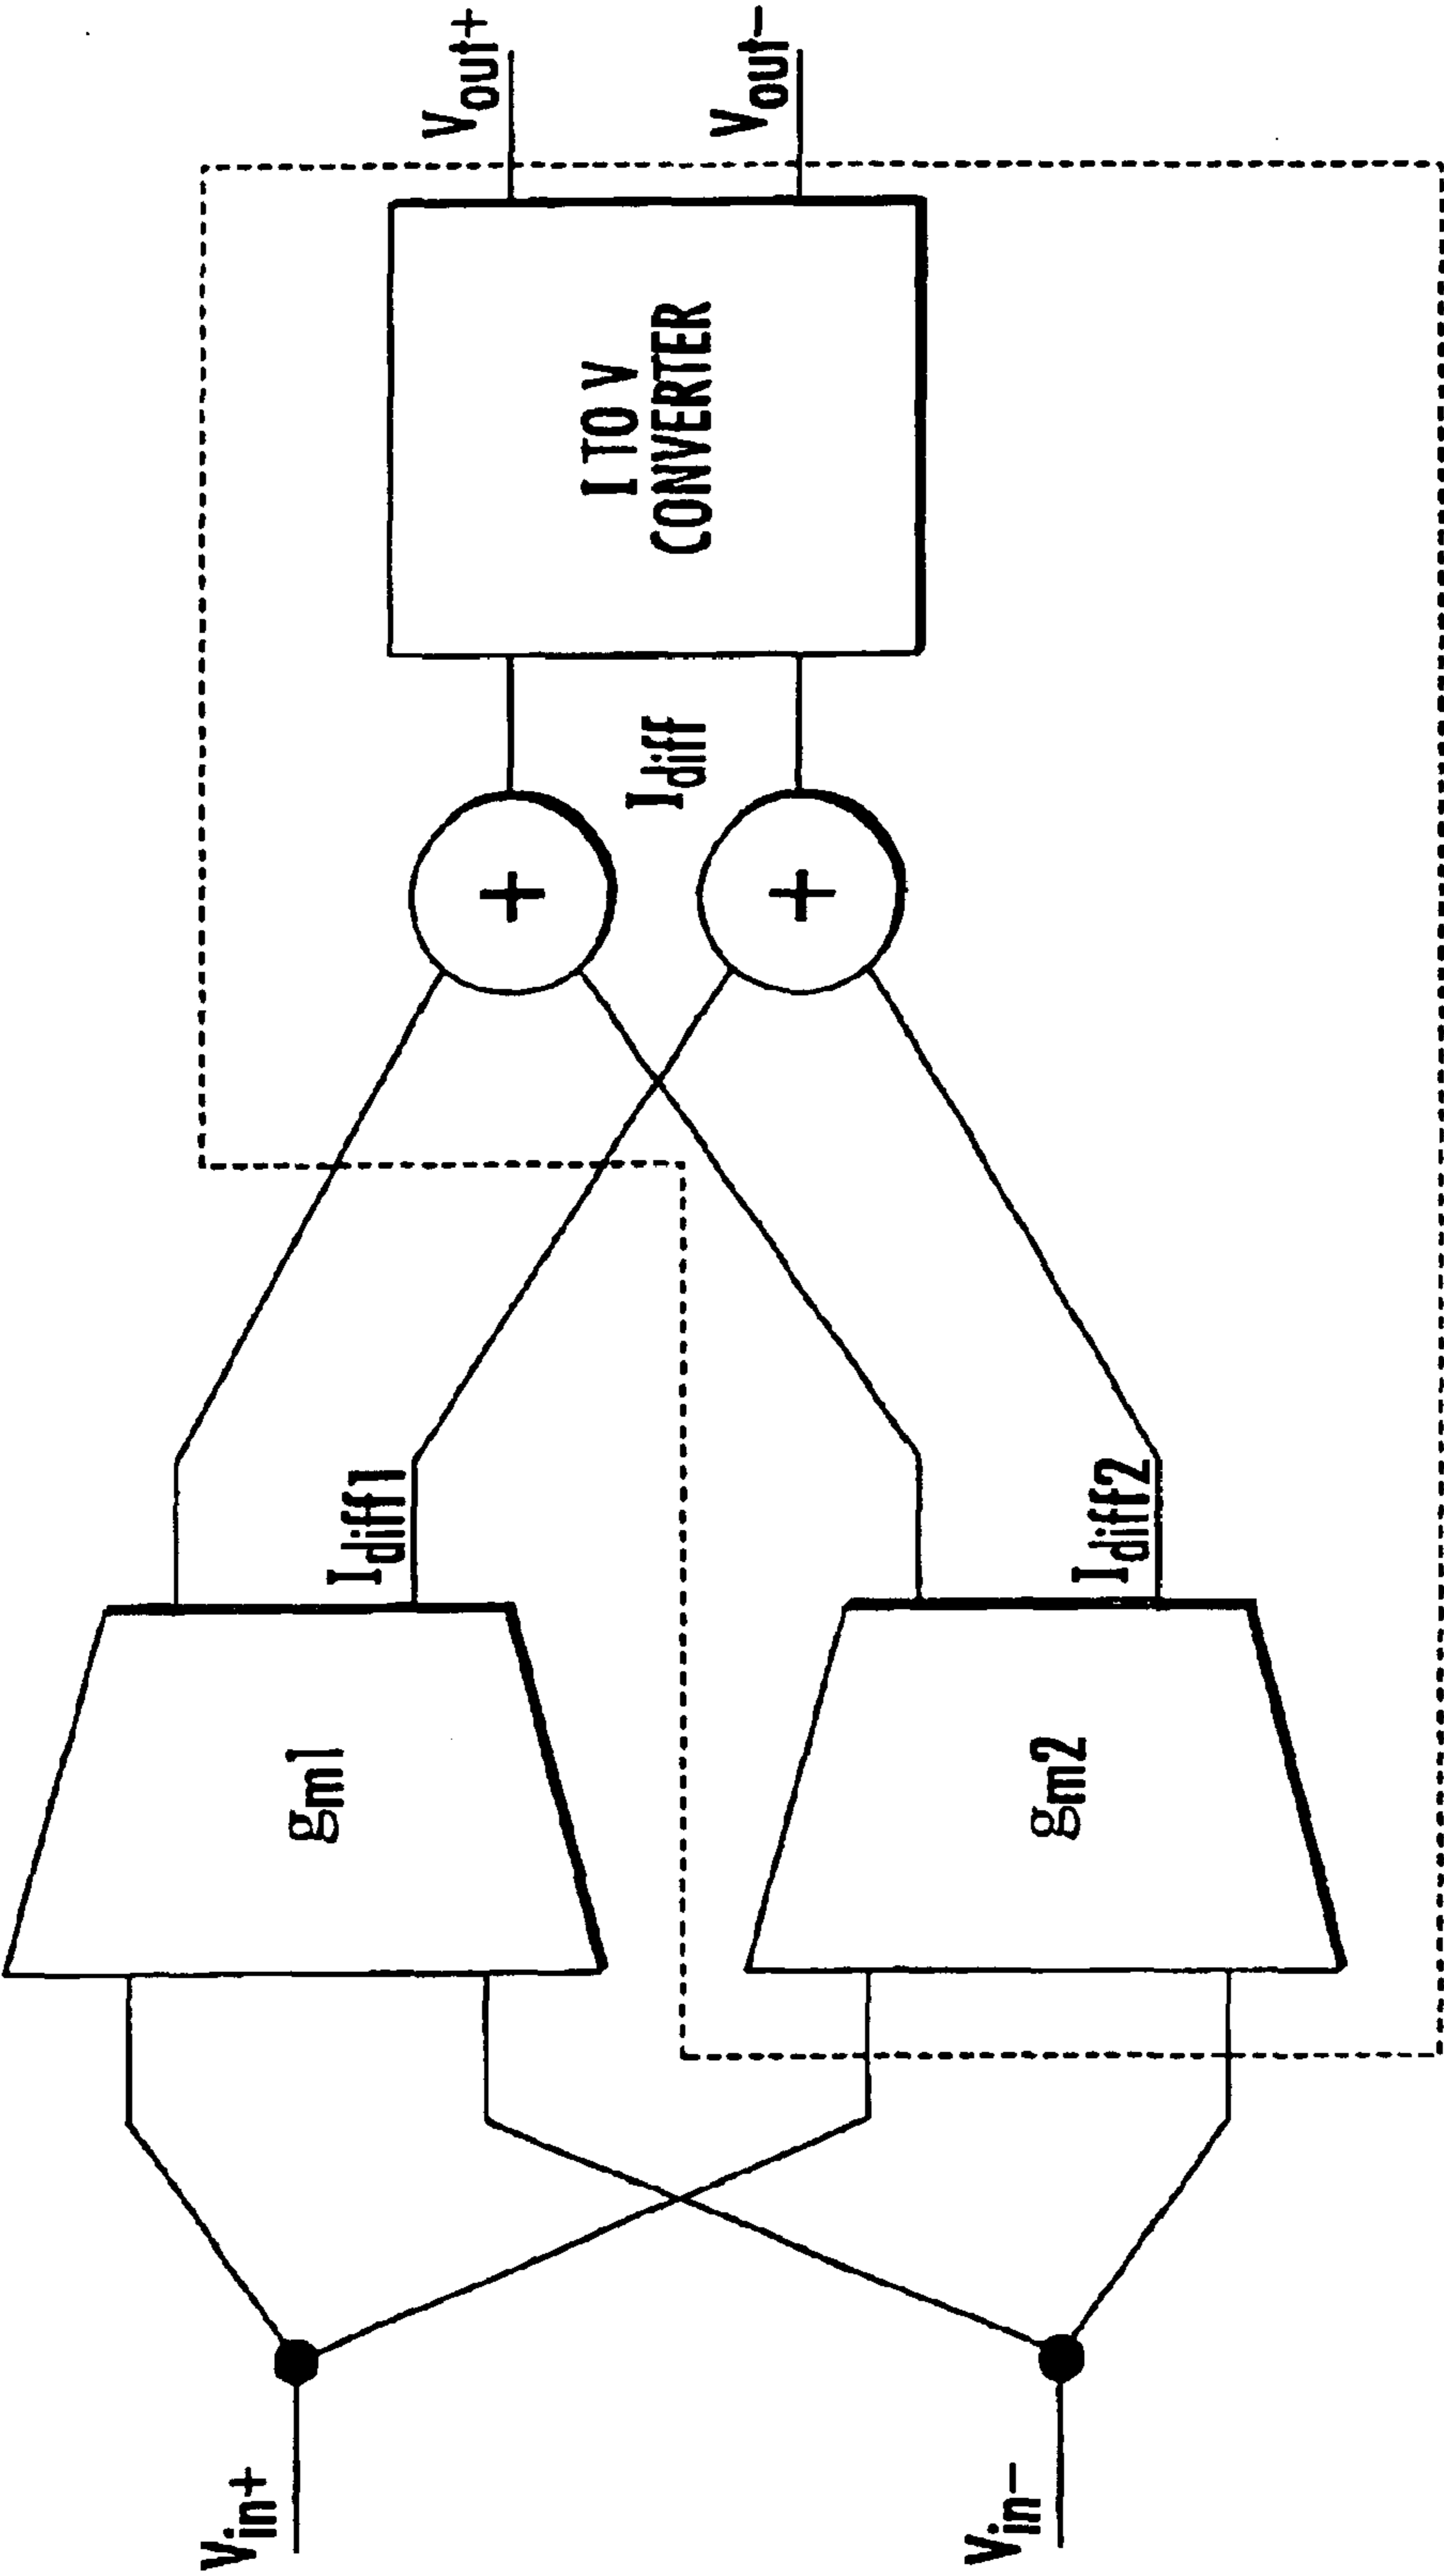 Vin+
Vin−
gm1
gm2
Idiff1
Idiff2
+
+
Idiff
I TO V
CONVERTER
Vout+
Vout−